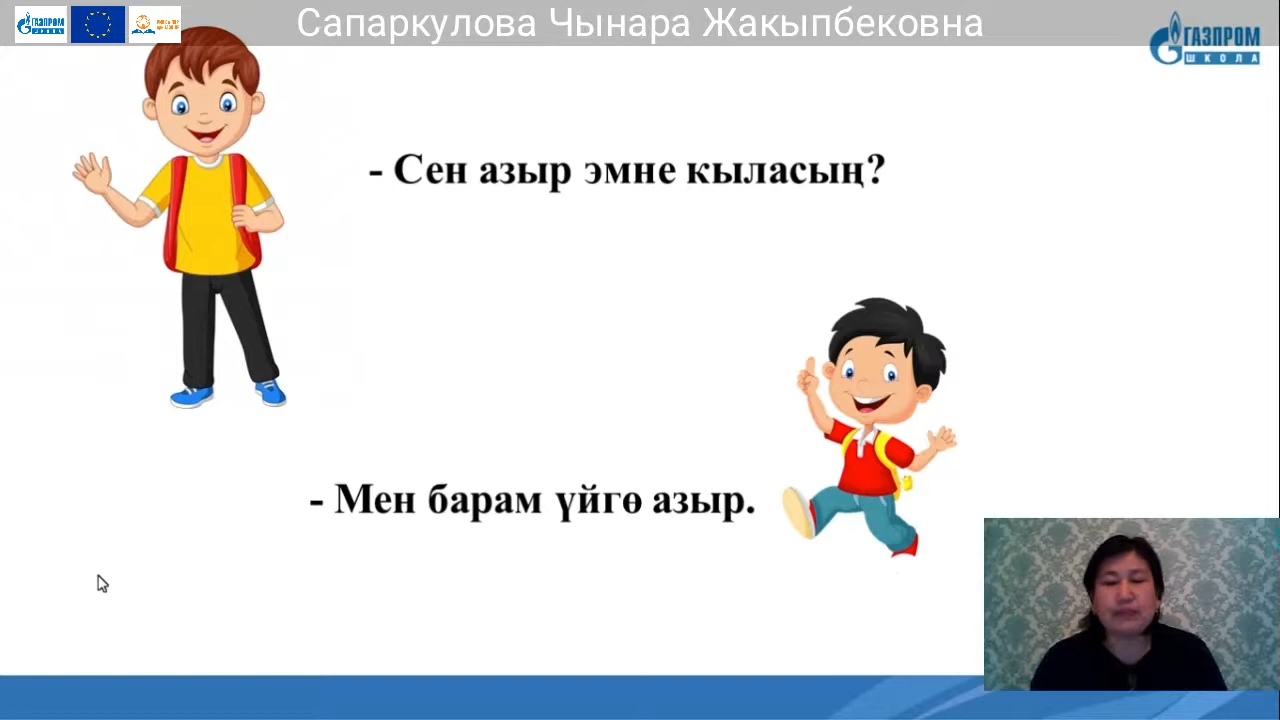 Сапаркулова Чынара Жакыпбековна
ГАЗПРОМ
ШКОЛА
- Сен азыр эмне кыласың?
- Мен барам үйгө азыр.